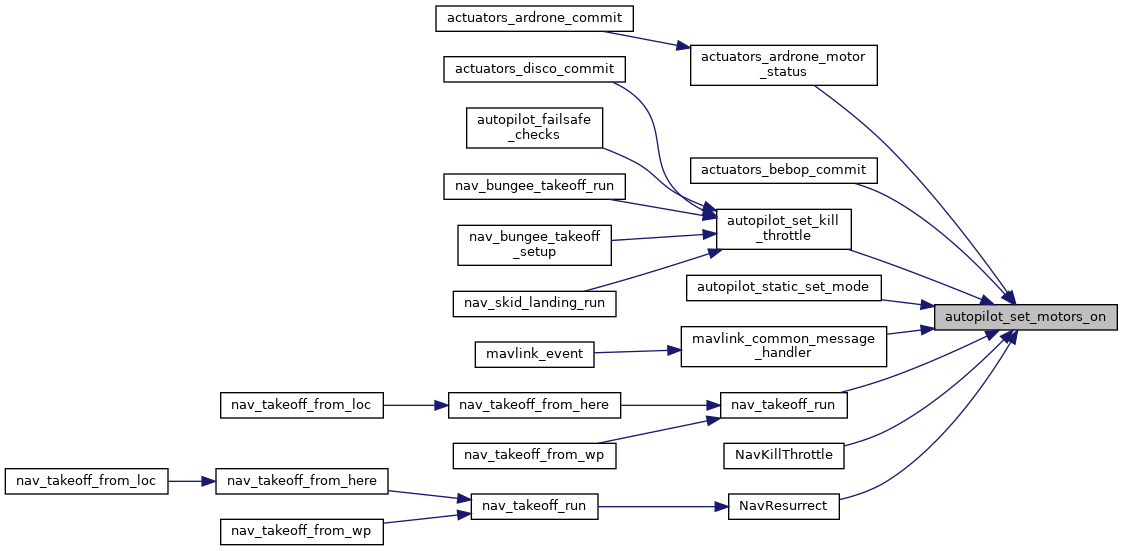 actuators_ardrone_commit
actuators_ardrone_motor
_status
actuators_disco_commit
autopilot_failsafe
_checks
actuators_bebop_commit
nav_bungee_takeoff_run
autopilot_set_kill
_throttle
nav_bungee_takeoff
_setup
autopilot_static_set_mode
nav_skid_landing_run
autopilot_set_motors_on
mavlink_common_message
_handler
mavlink_event
nav_takeoff_from_loc
nav_takeoff_from_here
nav_takeoff_run
nav_takeoff_from_wp
NavKillThrottle
nav_takeoff_from_loc
nav_takeoff_from_here
nav_takeoff_run
NavResurrect
nav_takeoff_from_wp